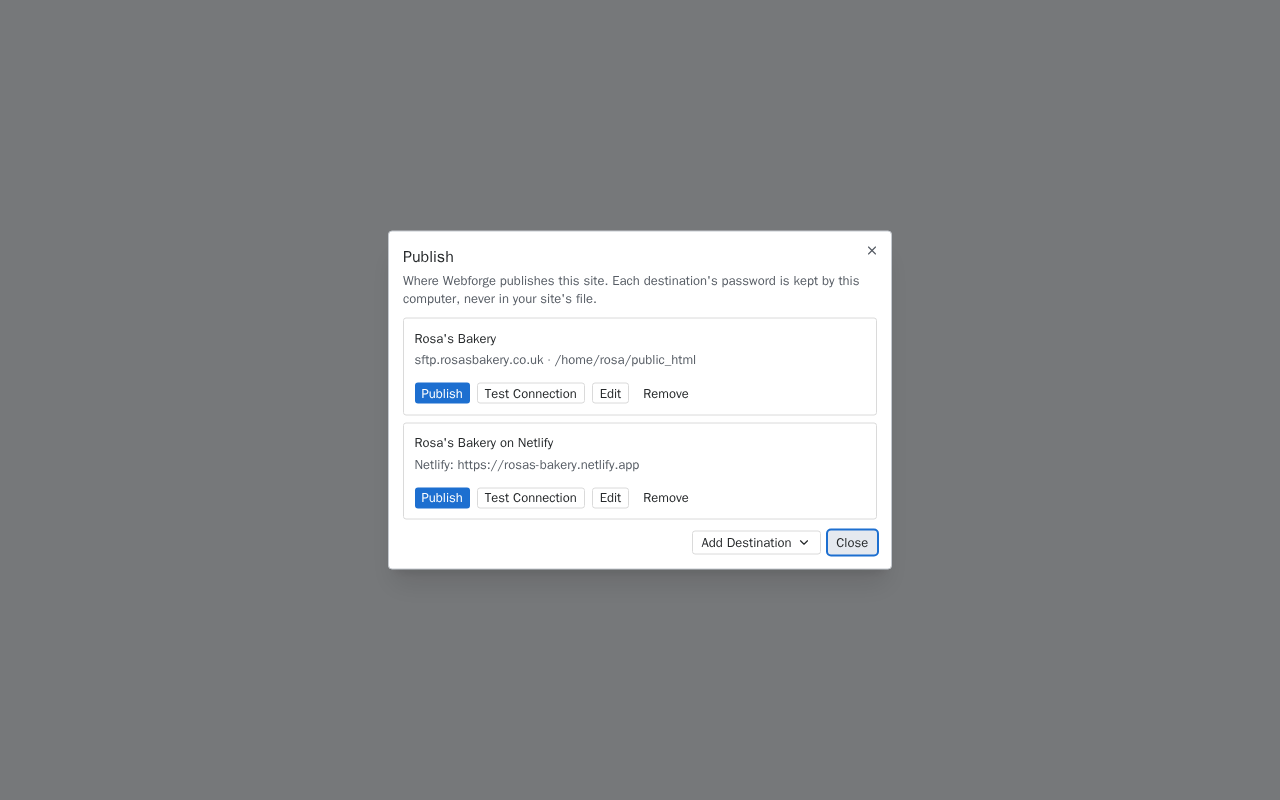 Publish
Where Webforge publishes this site. Each destination's password is kept by this
computer, never in your site's file.
Rosa's Bakery
sftp.rosasbakery.co.uk · /home/rosa/public_html
Publish Test Connection Edit Remove
Rosa's Bakery on Netlify
Netlify: https://rosas-bakery.netlify.app
Publish Test Connection Edit Remove
Add Destination Close